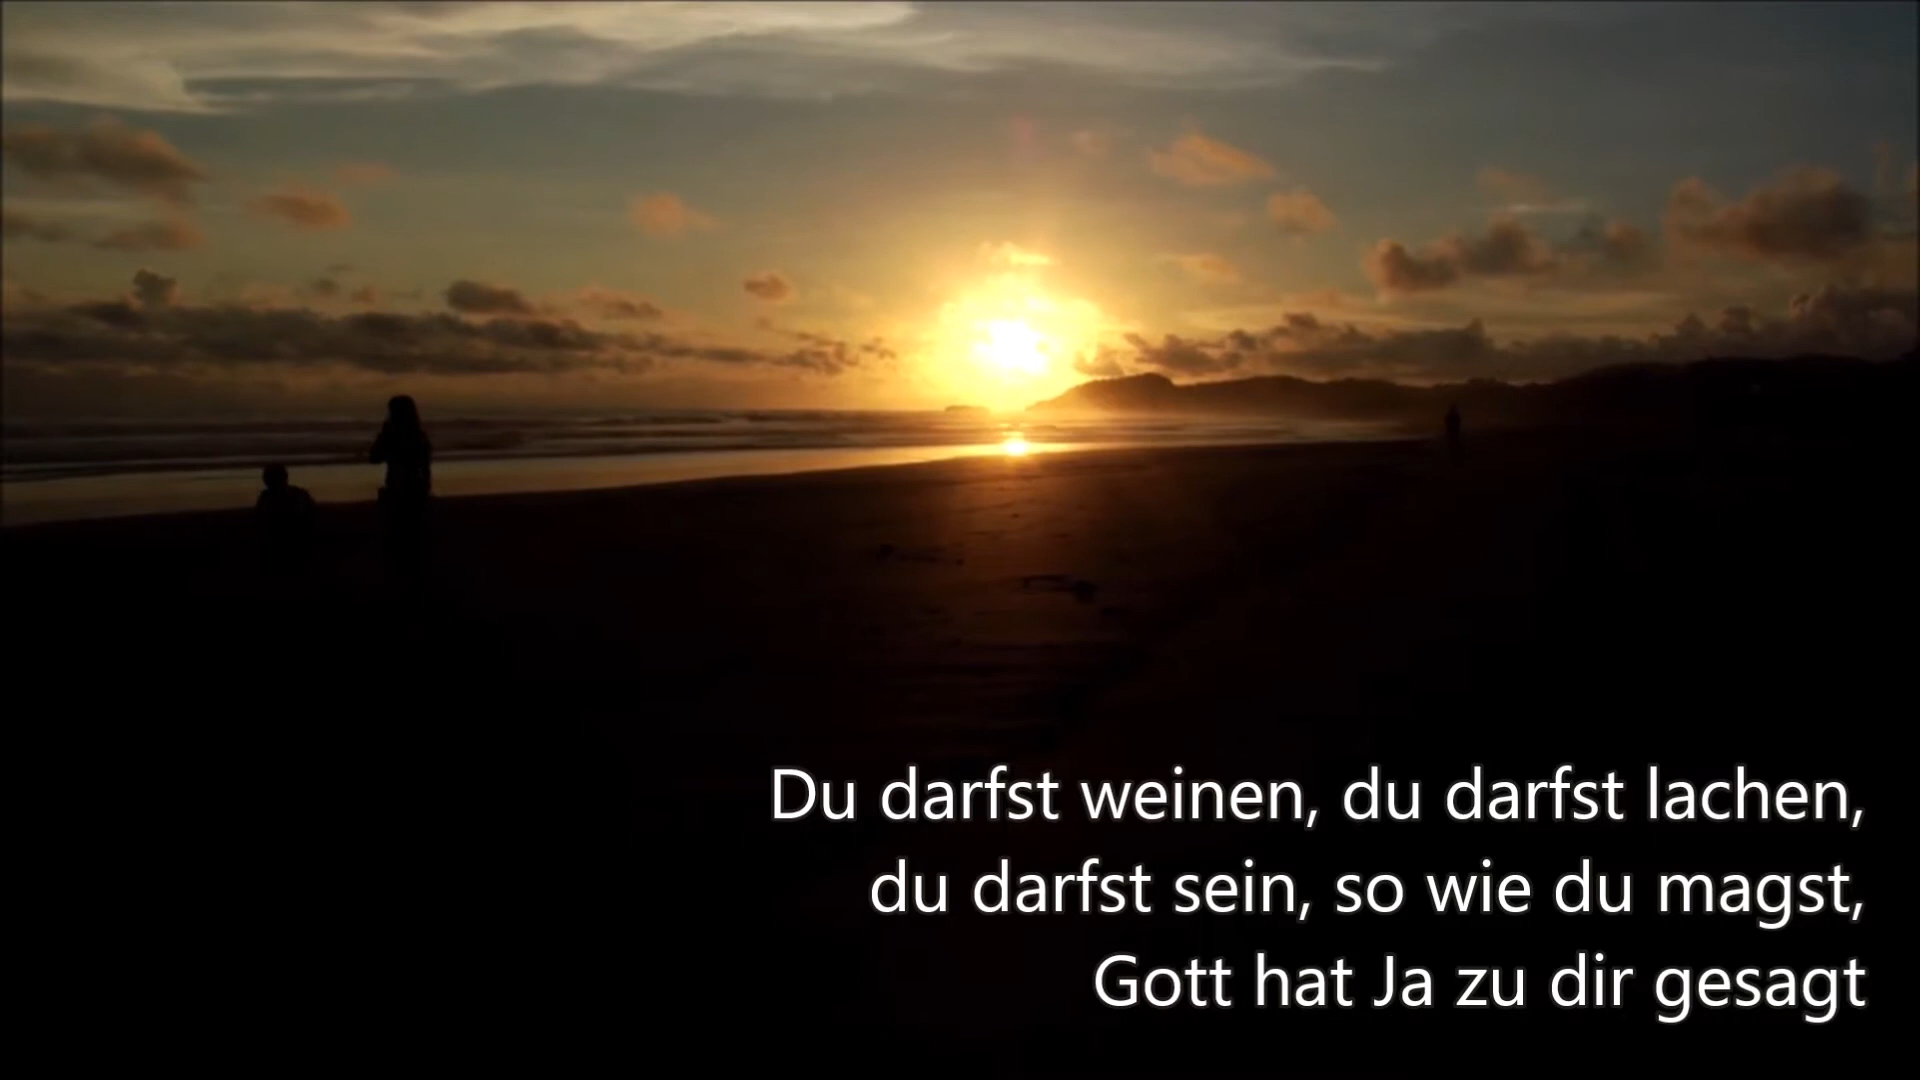 Du darfst weinen, du darfst lachen,
du darfst sein, so wie du magst,
Gott hat Ja zu dir gesagt